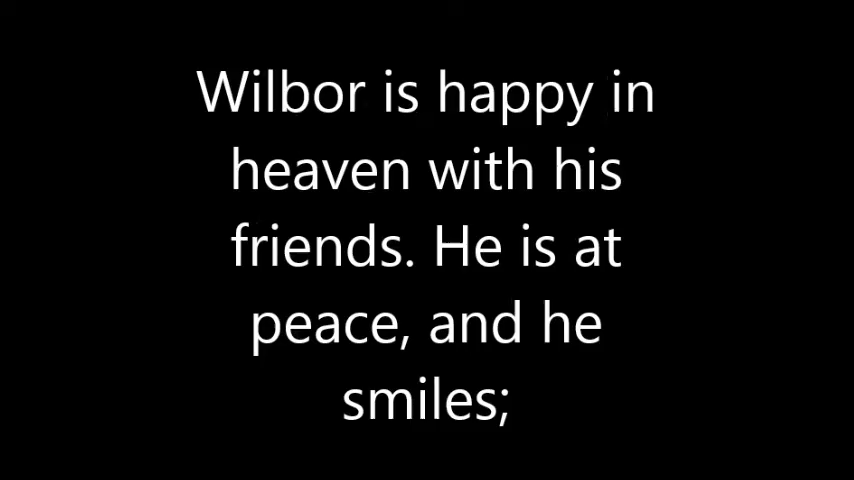 Wilbor is happy in
heaven with his
friends. He is at
peace, and he
smiles;